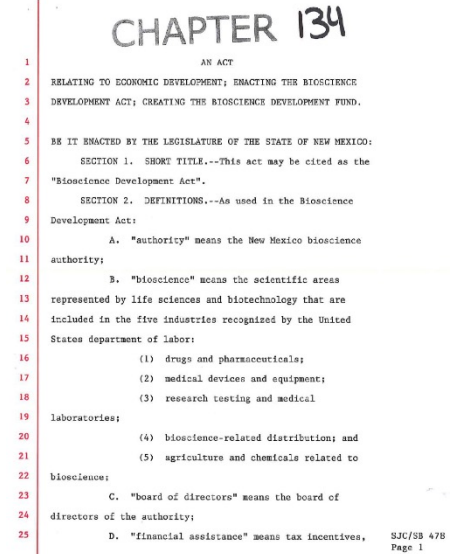 CHAPTER 134
1 AN ACT
2 RELATING TO ECONOMIC DEVELOPMENT; ENACTING THE BIOSCIENCE
3 DEVELOPMENT ACT; CREATING THE BIOSCIENCE DEVELOPMENT FUND.
4
5 BE IT ENACTED BY THE LEGISLATURE OF THE STATE OF NEW MEXICO:
6 SECTION 1. SHORT TITLE.--This act may be cited as the
7 "Bioscience Development Act".
8 SECTION 2. DEFINITIONS.--As used in the Bioscience
9 Development Act:
10 A. "authority" means the New Mexico bioscience
11 authority;
12 B. "bioscience" means the scientific areas
13 represented by life sciences and biotechnology that are
14 included in the five industries recognized by the United
15 States department of labor:
16 (1) drugs and pharmaceuticals;
17 (2) medical devices and equipment;
18 (3) research testing and medical
19 laboratories;
20 (4) bioscience-related distribution; and
21 (5) agriculture and chemicals related to
22 bioscience;
23 C. "board of directors" means the board of
24 directors of the authority;
25 D. "financial assistance" means tax incentives,
SJC/SB 478
Page 1